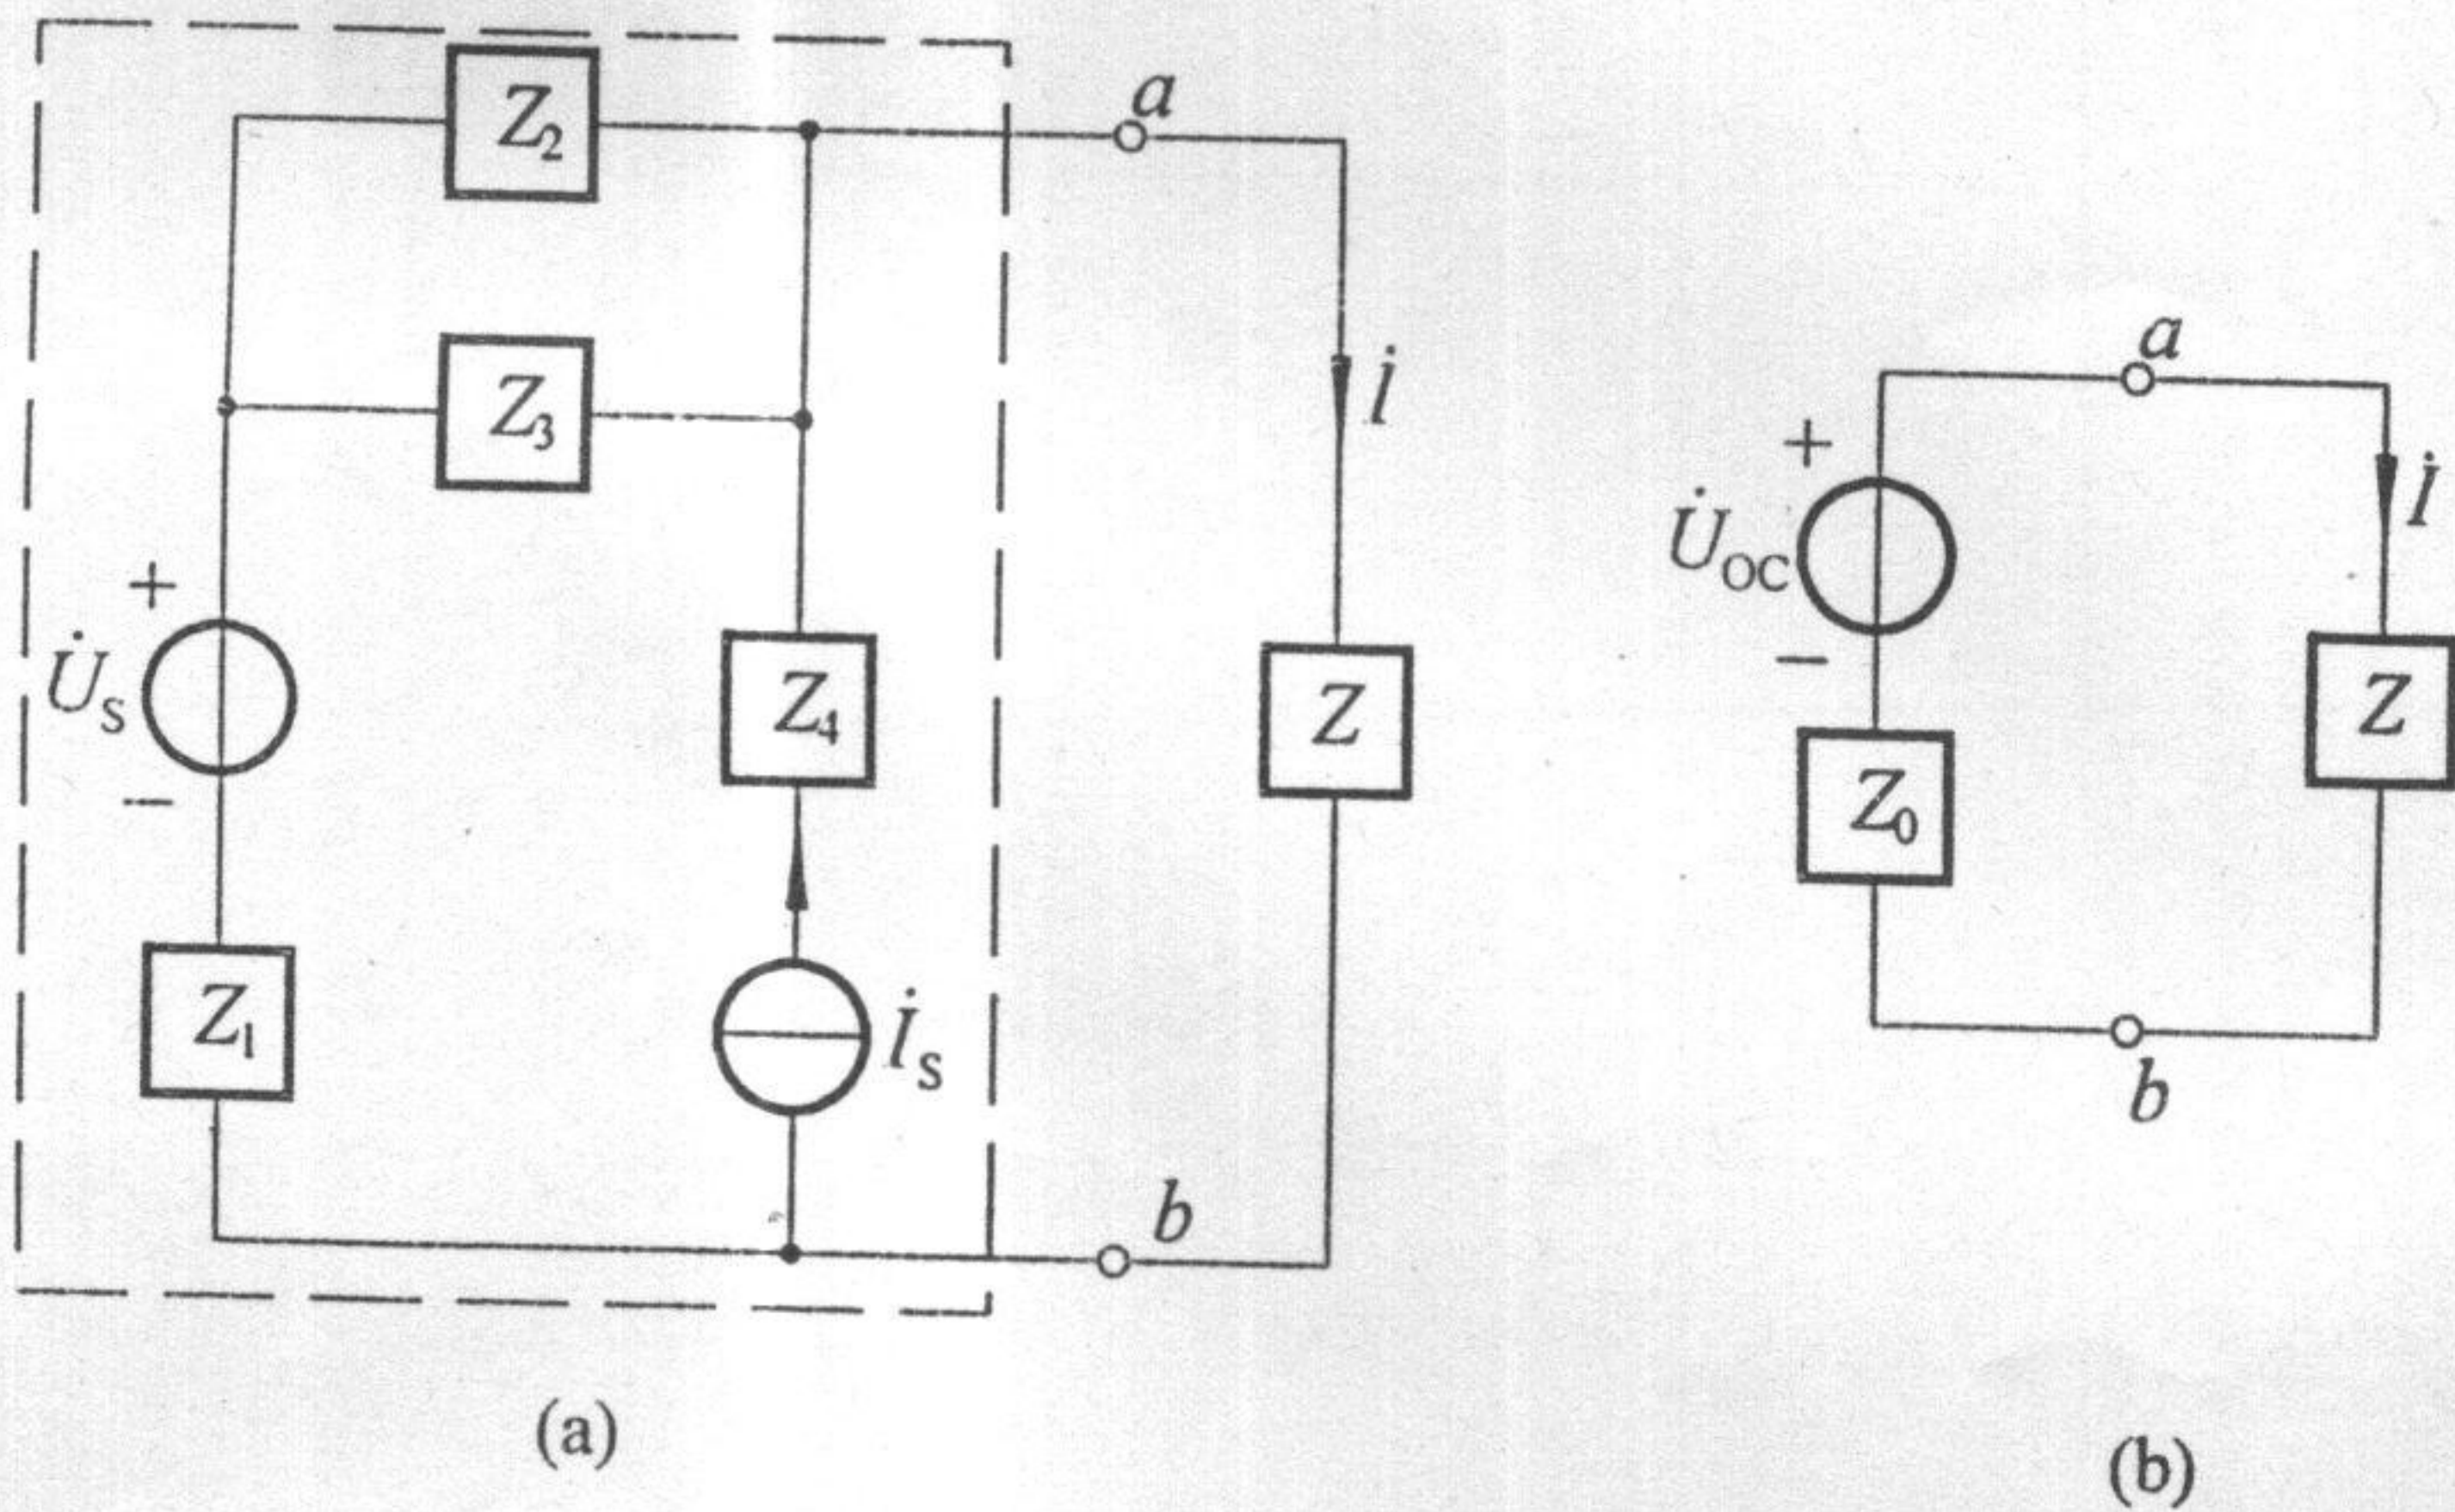 Z₂
a
Z₃
İ
+
U̇s
−
Z₄
Z
Z₁
İs
b
(a)
a
+
U̇oc
−
İ
Z
Z₀
b
(b)